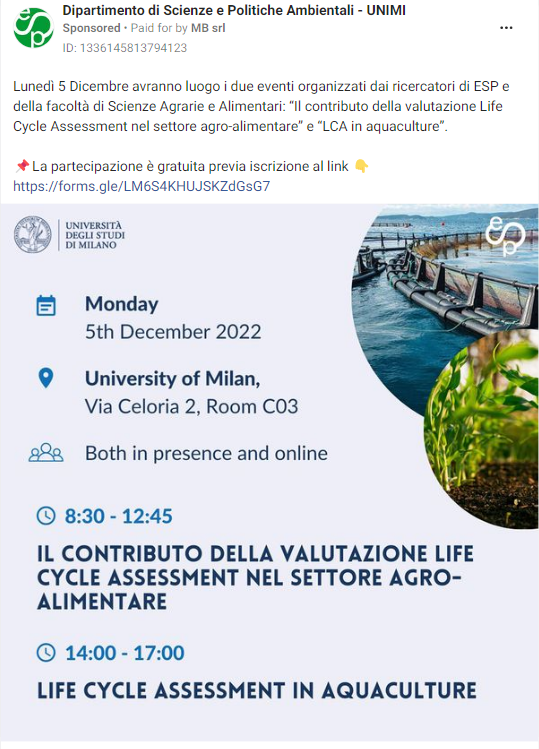 Dipartimento di Scienze e Politiche Ambientali - UNIMI
Sponsored • Paid for by MB srl
ID: 1336145813794123
Lunedì 5 Dicembre avranno luogo i due eventi organizzati dai ricercatori di ESP e
della facoltà di Scienze Agrarie e Alimentari: “Il contributo della valutazione Life
Cycle Assessment nel settore agro-alimentare” e “LCA in aquaculture”.
📌La partecipazione è gratuita previa iscrizione al link 👇
https://forms.gle/LM6S4KHUJSKZdGsG7
UNIVERSITÀ
DEGLI STUDI
DI MILANO
esp
Monday
5th December 2022
University of Milan,
Via Celoria 2, Room C03
Both in presence and online
8:30 - 12:45
IL CONTRIBUTO DELLA VALUTAZIONE LIFE
CYCLE ASSESSMENT NEL SETTORE AGRO-
ALIMENTARE
14:00 - 17:00
LIFE CYCLE ASSESSMENT IN AQUACULTURE